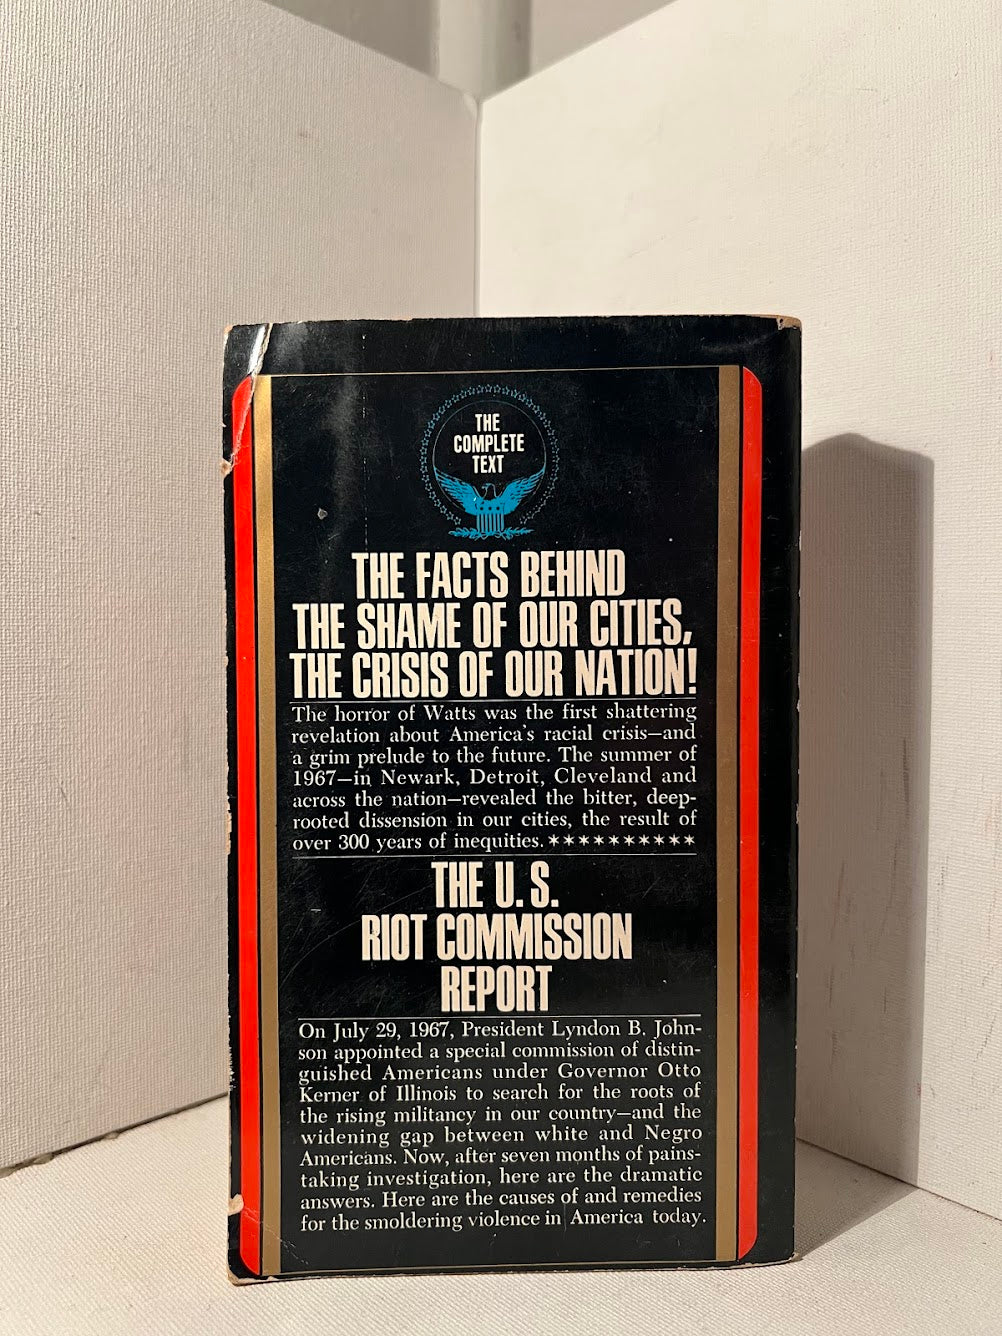 THE
COMPLETE
TEXT
THE FACTS BEHIND
THE SHAME OF OUR CITIES,
THE CRISIS OF OUR NATION!
The horror of Watts was the first shattering
revelation about America's racial crisis—and
a grim prelude to the future. The summer of
1967—in Newark, Detroit, Cleveland and
across the nation—revealed the bitter, deep-
rooted dissension in our cities, the result of
over 300 years of inequities. ✶✶✶✶✶✶✶✶✶✶
THE U.S.
RIOT COMMISSION
REPORT
On July 29, 1967, President Lyndon B. John-
son appointed a special commission of distin-
guished Americans under Governor Otto
Kerner of Illinois to search for the roots of
the rising militancy in our country—and the
widening gap between white and Negro
Americans. Now, after seven months of pains-
taking investigation, here are the dramatic
answers. Here are the causes of and remedies
for the smoldering violence in America today.